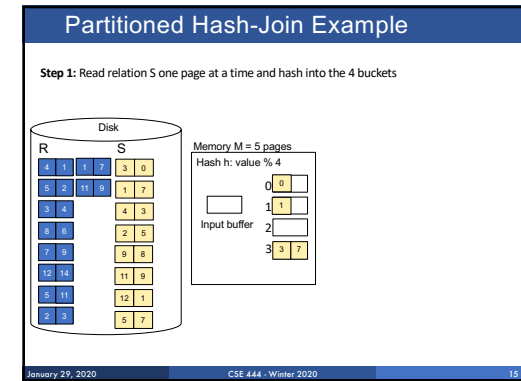 Partitioned Hash-Join Example
Step 1: Read relation S one page at a time and hash into the 4 buckets
Disk
R S
4 1 1 7 3 0
5 2 11 9 1 7
3 4 4 3
8 6 2 5
7 9 9 8
12 14 11 9
5 11 12 1
2 3 5 7
Memory M = 5 pages
Hash h: value % 4
0 0
1 1
Input buffer 2
3 3 7
January 29, 2020 CSE 444 - Winter 2020 15